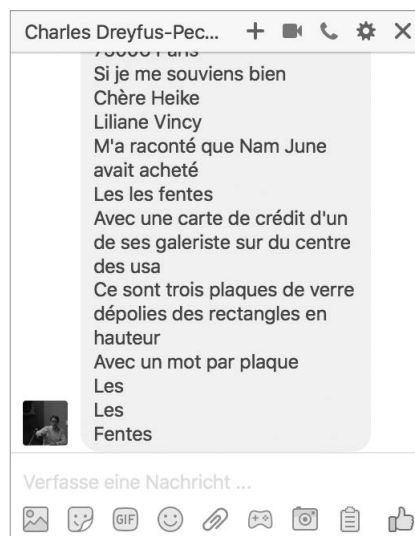 Charles Dreyfus-Pec...
75006 Paris
Si je me souviens bien
Chère Heike
Liliane Vincy
M'a raconté que Nam June
avait acheté
Les les fentes
Avec une carte de crédit d'un
de ses galeriste sur du centre
des usa
Ce sont trois plaques de verre
dépolies des rectangles en
hauteur
Avec un mot par plaque
Les
Les
Fentes
Verfasse eine Nachricht ...
GIF